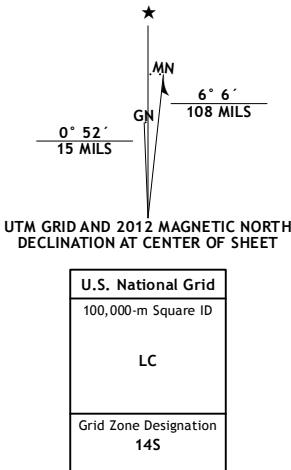 ★
MN
GN
6° 6´
108 MILS
0° 52´
15 MILS
UTM GRID AND 2012 MAGNETIC NORTH
DECLINATION AT CENTER OF SHEET
U.S. National Grid
100,000-m Square ID
LC
Grid Zone Designation
14S